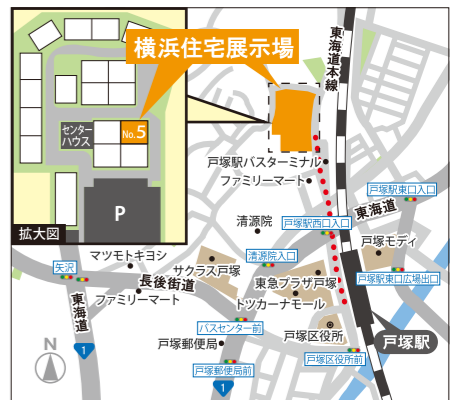 横浜住宅展示場
東海道本線
センター
ハウス
No.5
P
拡大図
戸塚駅バスターミナル
ファミリーマート
戸塚駅東口入口
東海道
清源院
戸塚駅西口入口
戸塚モディ
マツモトキヨシ
清源院入口
矢沢
サクラス戸塚
戸塚駅東口広場出口
長後街道
東急プラザ戸塚
ファミリーマート
トツカーナモール
東海道
バスセンター前
戸塚区役所
戸塚駅
戸塚郵便局
N
1
戸塚区役所前
戸塚郵便局前
1